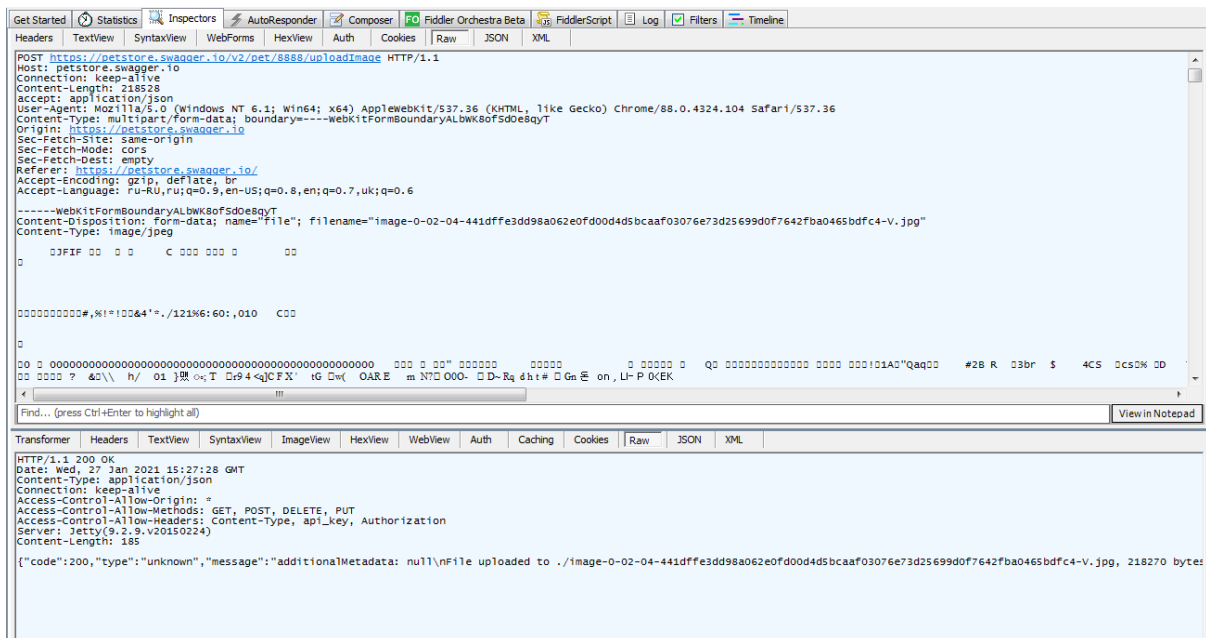 Get Started Statistics Inspectors AutoResponder Composer FO Fiddler Orchestra Beta FiddlerScript Log Filters Timeline
Headers TextView SyntaxView WebForms HexView Auth Cookies Raw JSON XML
POST https://petstore.swagger.io/v2/pet/8888/uploadImage HTTP/1.1
Host: petstore.swagger.io
Connection: keep-alive
Content-Length: 218528
accept: application/json
User-Agent: Mozilla/5.0 (Windows NT 6.1; Win64; x64) AppleWebKit/537.36 (KHTML, like Gecko) Chrome/88.0.4324.104 Safari/537.36
Content-Type: multipart/form-data; boundary=----WebKitFormBoundaryALbWK8ofSdOe8qyT
Origin: https://petstore.swagger.io
Sec-Fetch-Site: same-origin
Sec-Fetch-Mode: cors
Sec-Fetch-Dest: empty
Referer: https://petstore.swagger.io/
Accept-Encoding: gzip, deflate, br
Accept-Language: ru-RU,ru;q=0.9,en-US;q=0.8,en;q=0.7,uk;q=0.6
------WebKitFormBoundaryALbWK8ofSdOe8qyT
Content-Disposition: form-data; name="file"; filename="image-0-02-04-441dffe3dd98a062e0fd00d4d5bcaaf03076e73d25699d0f7642fba0465bdfc4-V.jpg"
Content-Type: image/jpeg
JFIF C
#,%!*!&4'*./121%6:60:,010 C
Find... (press Ctrl+Enter to highlight all) View in Notepad
Transformer Headers TextView SyntaxView ImageView HexView WebView Auth Caching Cookies Raw JSON XML
HTTP/1.1 200 OK
Date: Wed, 27 Jan 2021 15:27:28 GMT
Content-Type: application/json
Connection: keep-alive
Access-Control-Allow-Origin: *
Access-Control-Allow-Methods: GET, POST, DELETE, PUT
Access-Control-Allow-Headers: Content-Type, api_key, Authorization
Server: Jetty(9.2.9.v20150224)
Content-Length: 185
{"code":200,"type":"unknown","message":"additionalMetadata: null\nFile uploaded to ./image-0-02-04-441dffe3dd98a062e0fd00d4d5bcaaf03076e73d25699d0f7642fba0465bdfc4-V.jpg, 218270 bytes